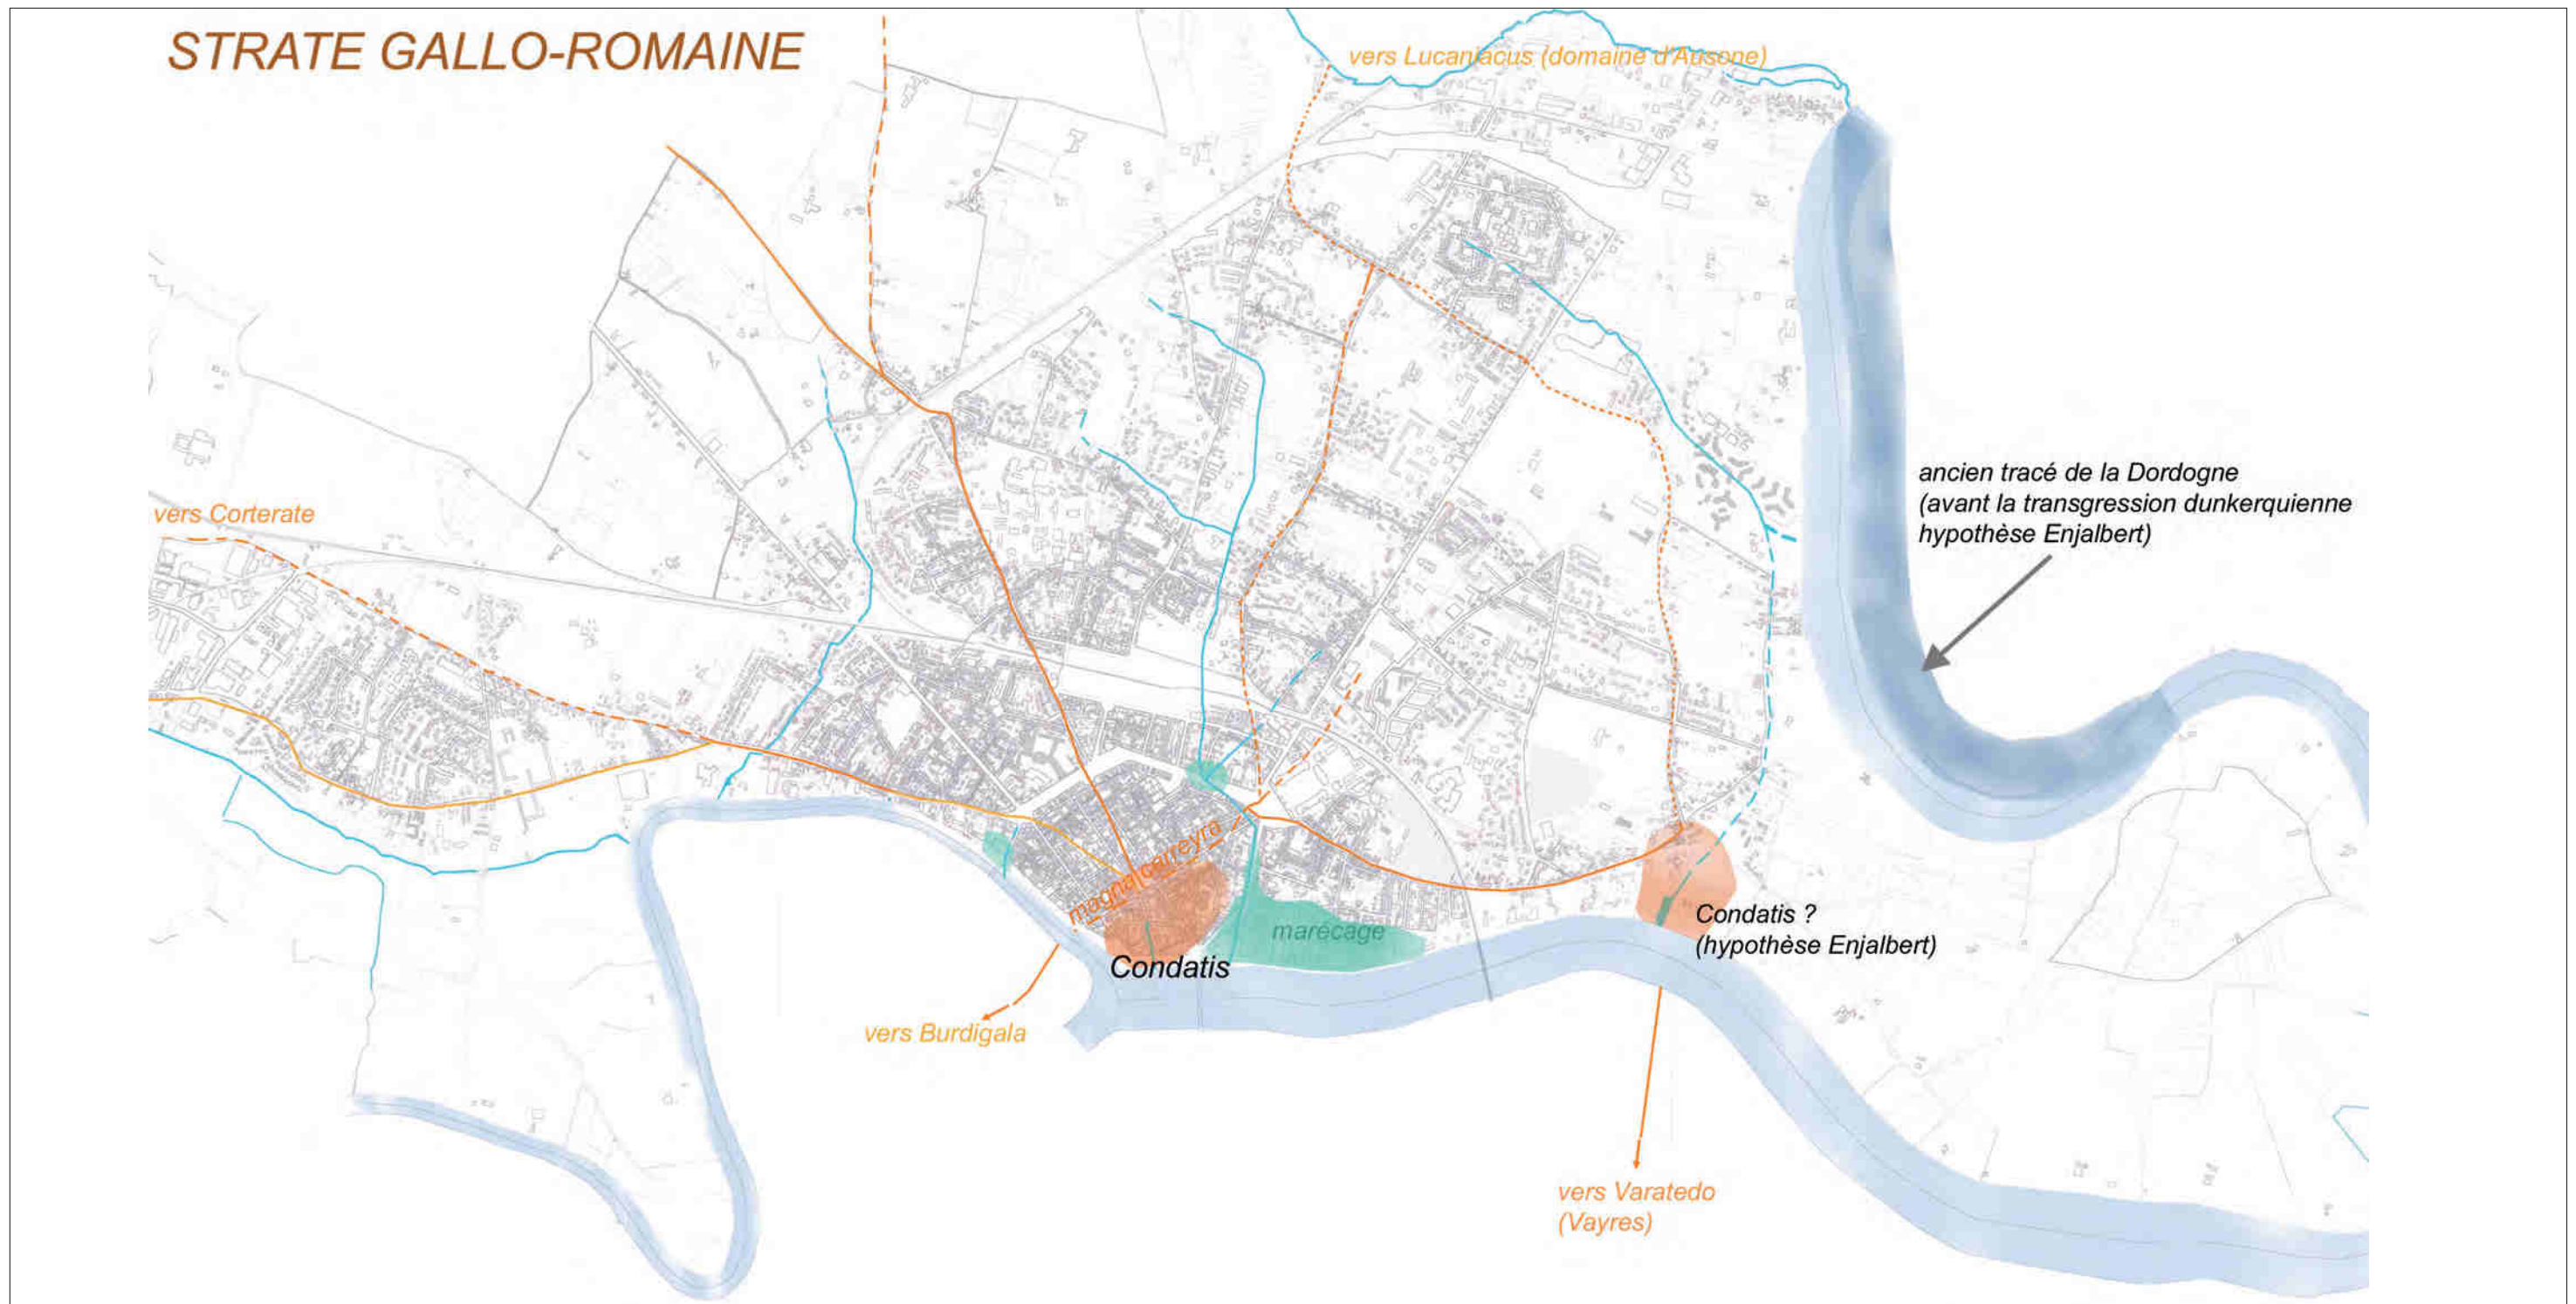 STRATE GALLO-ROMAINE
vers Lucaniacus (domaine d'Ausone)
vers Corterate
ancien tracé de la Dordogne
(avant la transgression dunkerquienne
hypothèse Enjalbert)
magna carreyra
marécage
Condatis
Condatis ?
(hypothèse Enjalbert)
vers Burdigala
vers Varatedo
(Vayres)